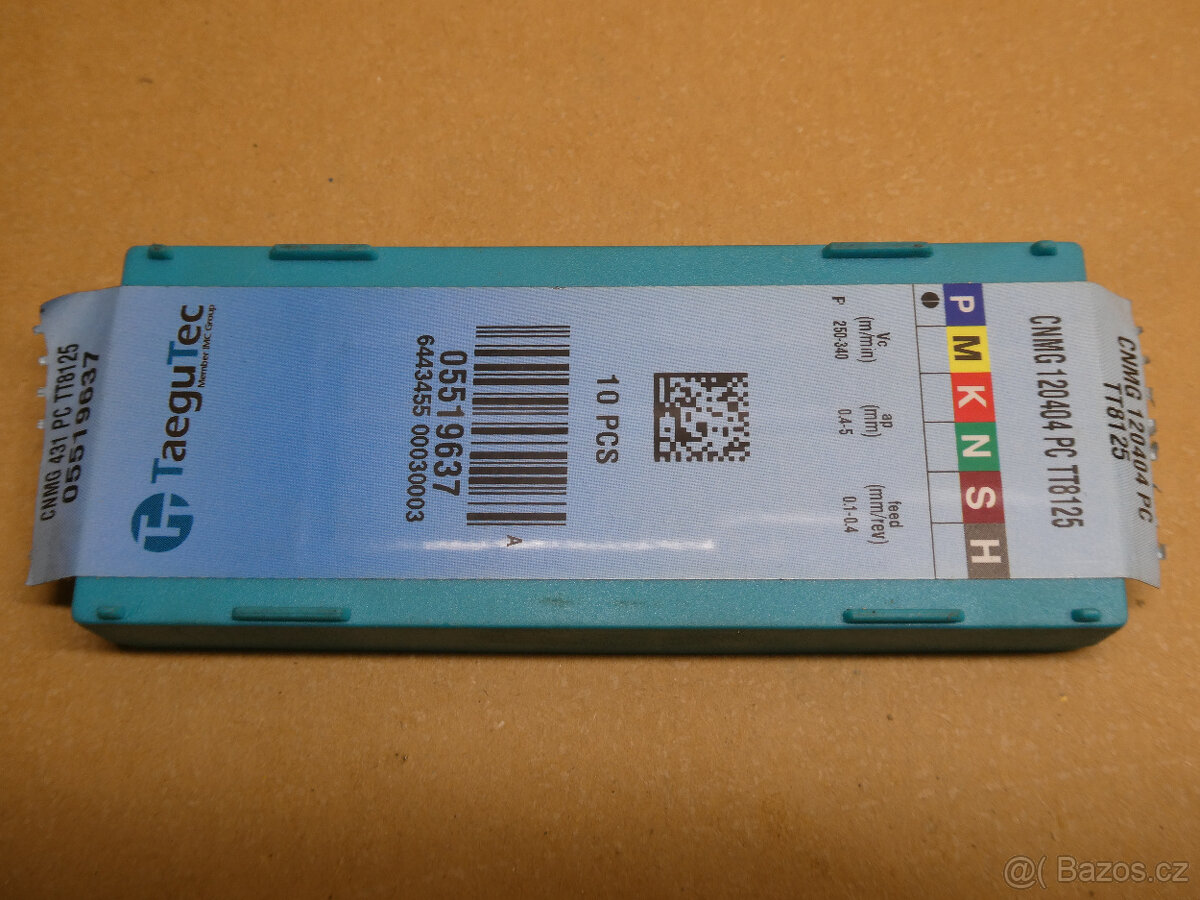 CNMG 120404 PC
TT8125
CNMG 120404 PC TT8125
P M K N S H
Vc
(m/min)
ap
(mm)
feed
(mm/rev)
P 250-340 0.4-5 0.1-0.4
10 PCS
A
05519637
6443455 00030003
TaeguTec
Member IMC Group
CNMG 431 PC TT8125
05519637
@( Bazos.cz